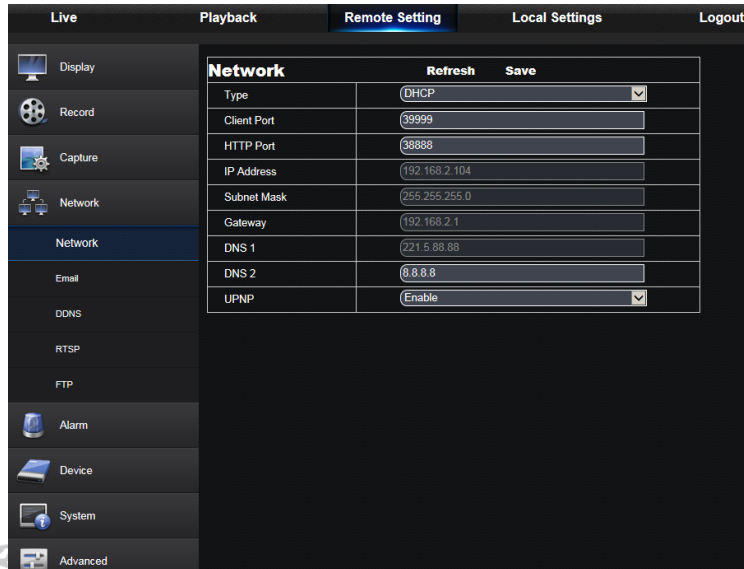 Live Playback Remote Setting Local Settings Logout
Display
Record
Capture
Network
Network
Email
DDNS
RTSP
FTP
Alarm
Device
System
Advanced
Network Refresh Save
Type DHCP
Client Port 39999
HTTP Port 38888
IP Address 192.168.2.104
Subnet Mask 255.255.255.0
Gateway 192.168.2.1
DNS 1 221.5.88.88
DNS 2 8.8.8.8
UPNP Enable